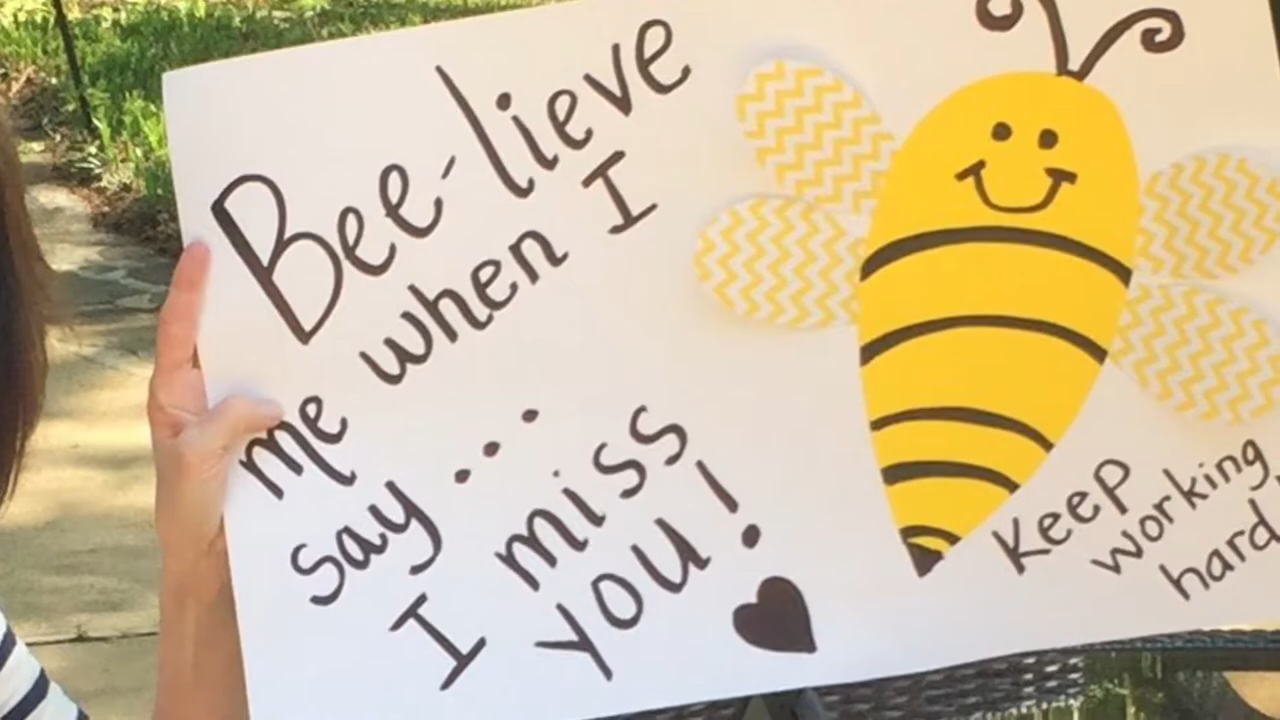 Bee-lieve
me when I
say...
I miss
you!
Keep
working
hard